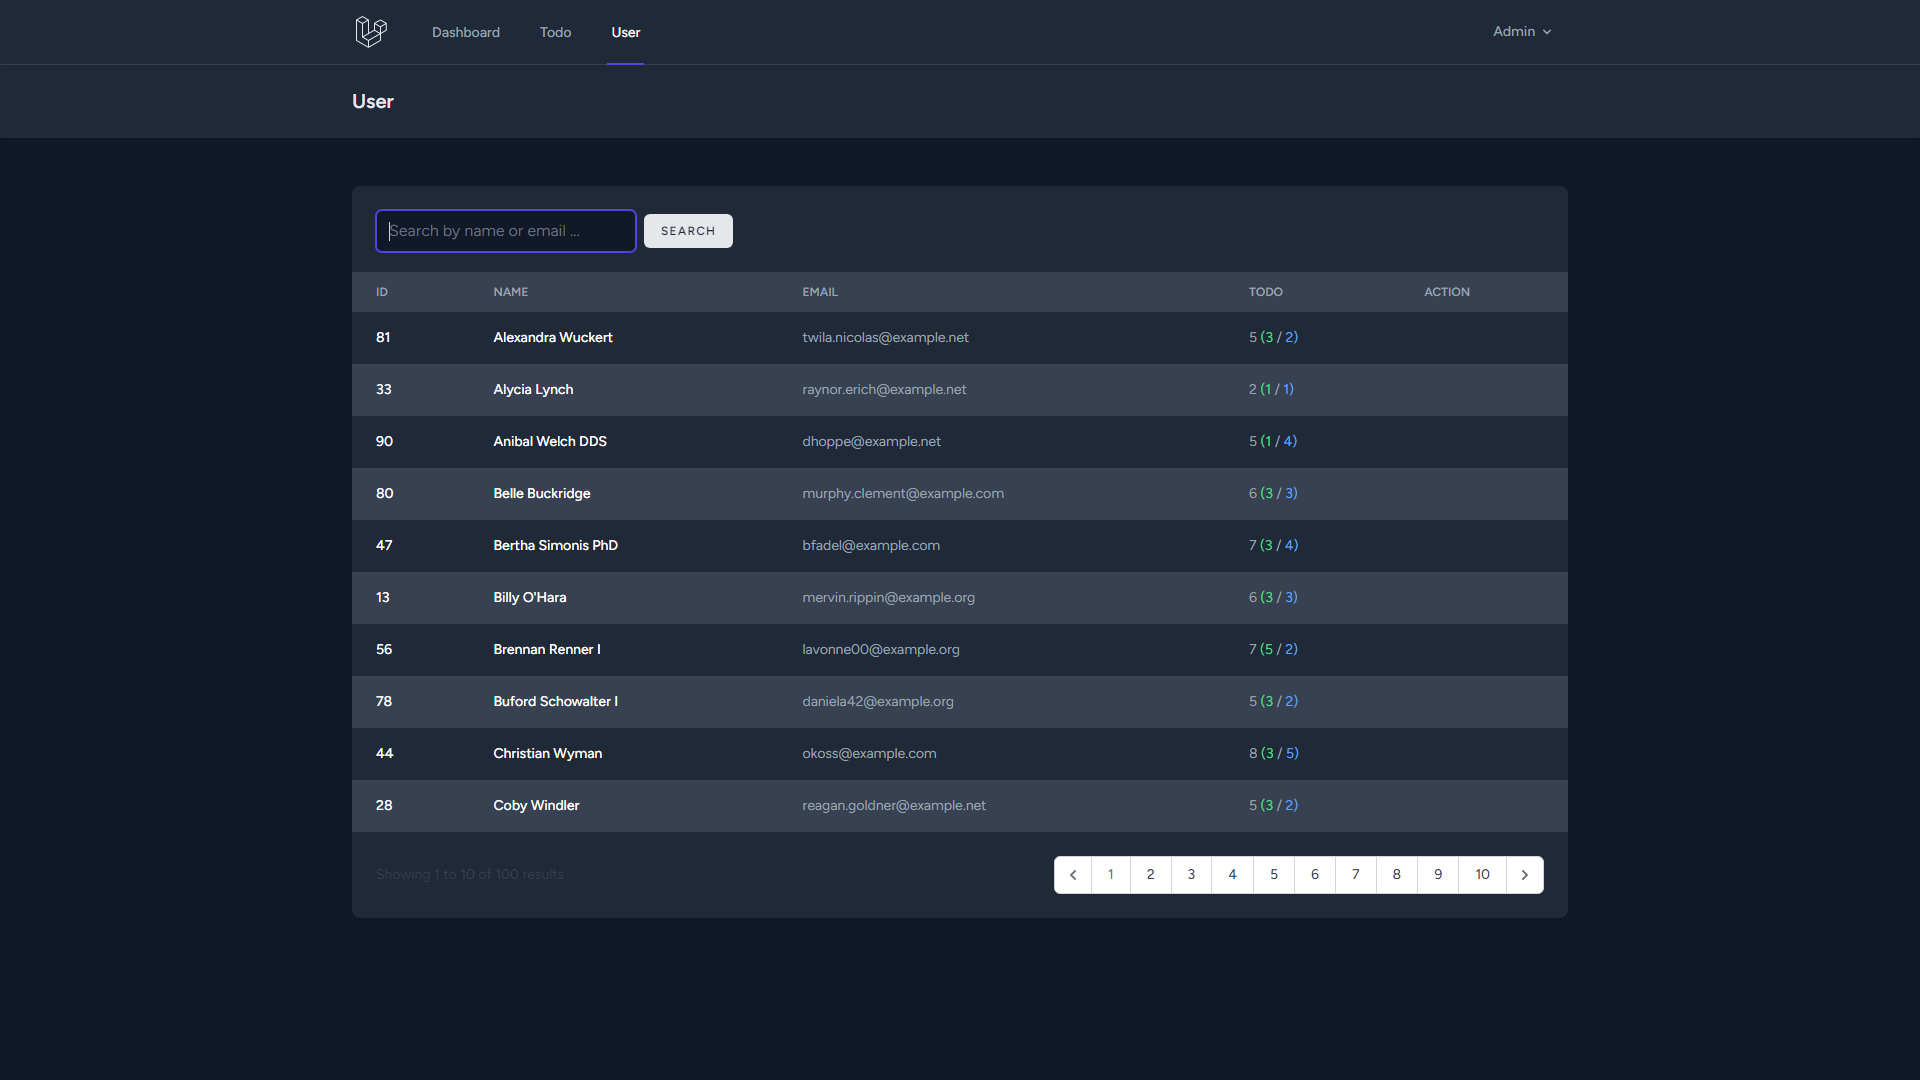 Dashboard Todo User Admin
User
Search by name or email ... SEARCH
ID NAME EMAIL TODO ACTION
81 Alexandra Wuckert twila.nicolas@example.net 5 (3 / 2)
33 Alycia Lynch raynor.erich@example.net 2 (1 / 1)
90 Anibal Welch DDS dhoppe@example.net 5 (1 / 4)
80 Belle Buckridge murphy.clement@example.com 6 (3 / 3)
47 Bertha Simonis PhD bfadel@example.com 7 (3 / 4)
13 Billy O'Hara mervin.rippin@example.org 6 (3 / 3)
56 Brennan Renner I lavonne00@example.org 7 (5 / 2)
78 Buford Schowalter I daniela42@example.org 5 (3 / 2)
44 Christian Wyman okoss@example.com 8 (3 / 5)
28 Coby Windler reagan.goldner@example.net 5 (3 / 2)
Showing 1 to 10 of 100 results 1 2 3 4 5 6 7 8 9 10